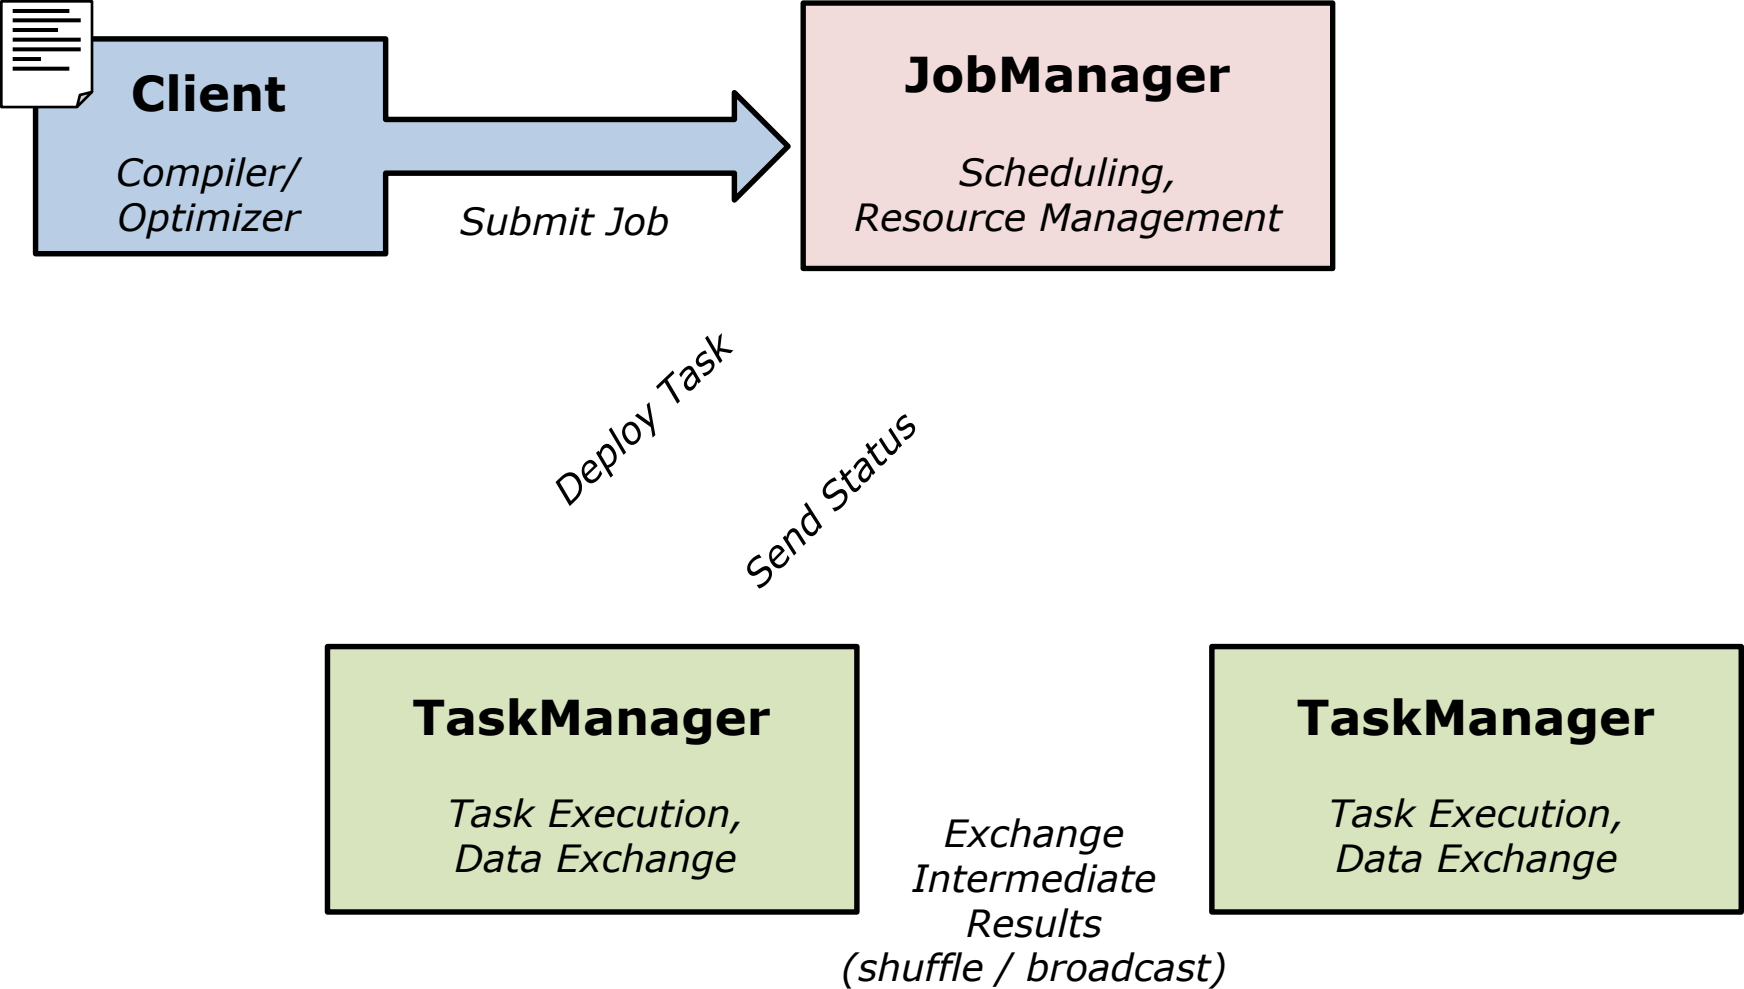 Client
Compiler/
Optimizer
Submit Job
JobManager
Scheduling,
Resource Management
Deploy Task
Send Status
TaskManager
Task Execution,
Data Exchange
Exchange
Intermediate
Results
(shuffle / broadcast)
TaskManager
Task Execution,
Data Exchange